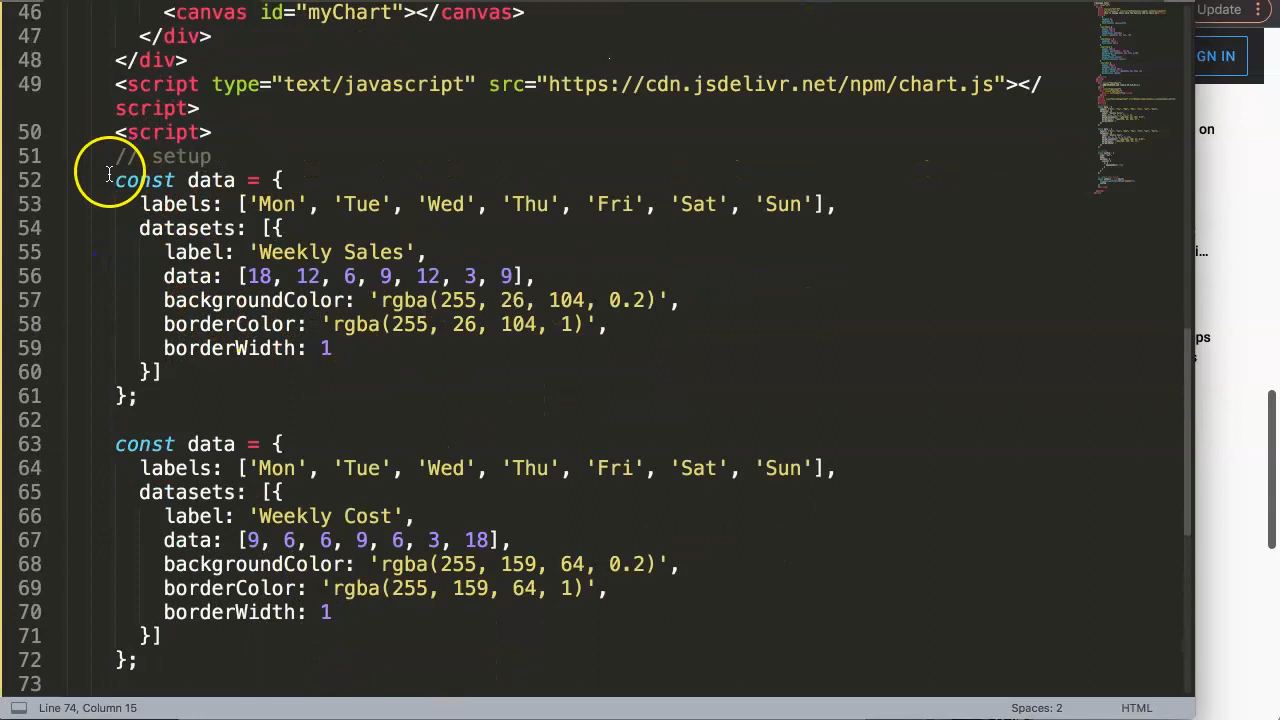 46 <canvas id="myChart"></canvas>
47 </div>
48 </div>
49 <script type="text/javascript" src="https://cdn.jsdelivr.net/npm/chart.js"></
script>
50 <script>
51 // setup
52 const data = {
53 labels: ['Mon', 'Tue', 'Wed', 'Thu', 'Fri', 'Sat', 'Sun'],
54 datasets: [{
55 label: 'Weekly Sales',
56 data: [18, 12, 6, 9, 12, 3, 9],
57 backgroundColor: 'rgba(255, 26, 104, 0.2)',
58 borderColor: 'rgba(255, 26, 104, 1)',
59 borderWidth: 1
60 }]
61 };
62
63 const data = {
64 labels: ['Mon', 'Tue', 'Wed', 'Thu', 'Fri', 'Sat', 'Sun'],
65 datasets: [{
66 label: 'Weekly Cost',
67 data: [9, 6, 6, 9, 6, 3, 18],
68 backgroundColor: 'rgba(255, 159, 64, 0.2)',
69 borderColor: 'rgba(255, 159, 64, 1)',
70 borderWidth: 1
71 }]
72 };
73
Line 74, Column 15
Spaces: 2
HTML
Update
GN IN
on
i...
ps
s